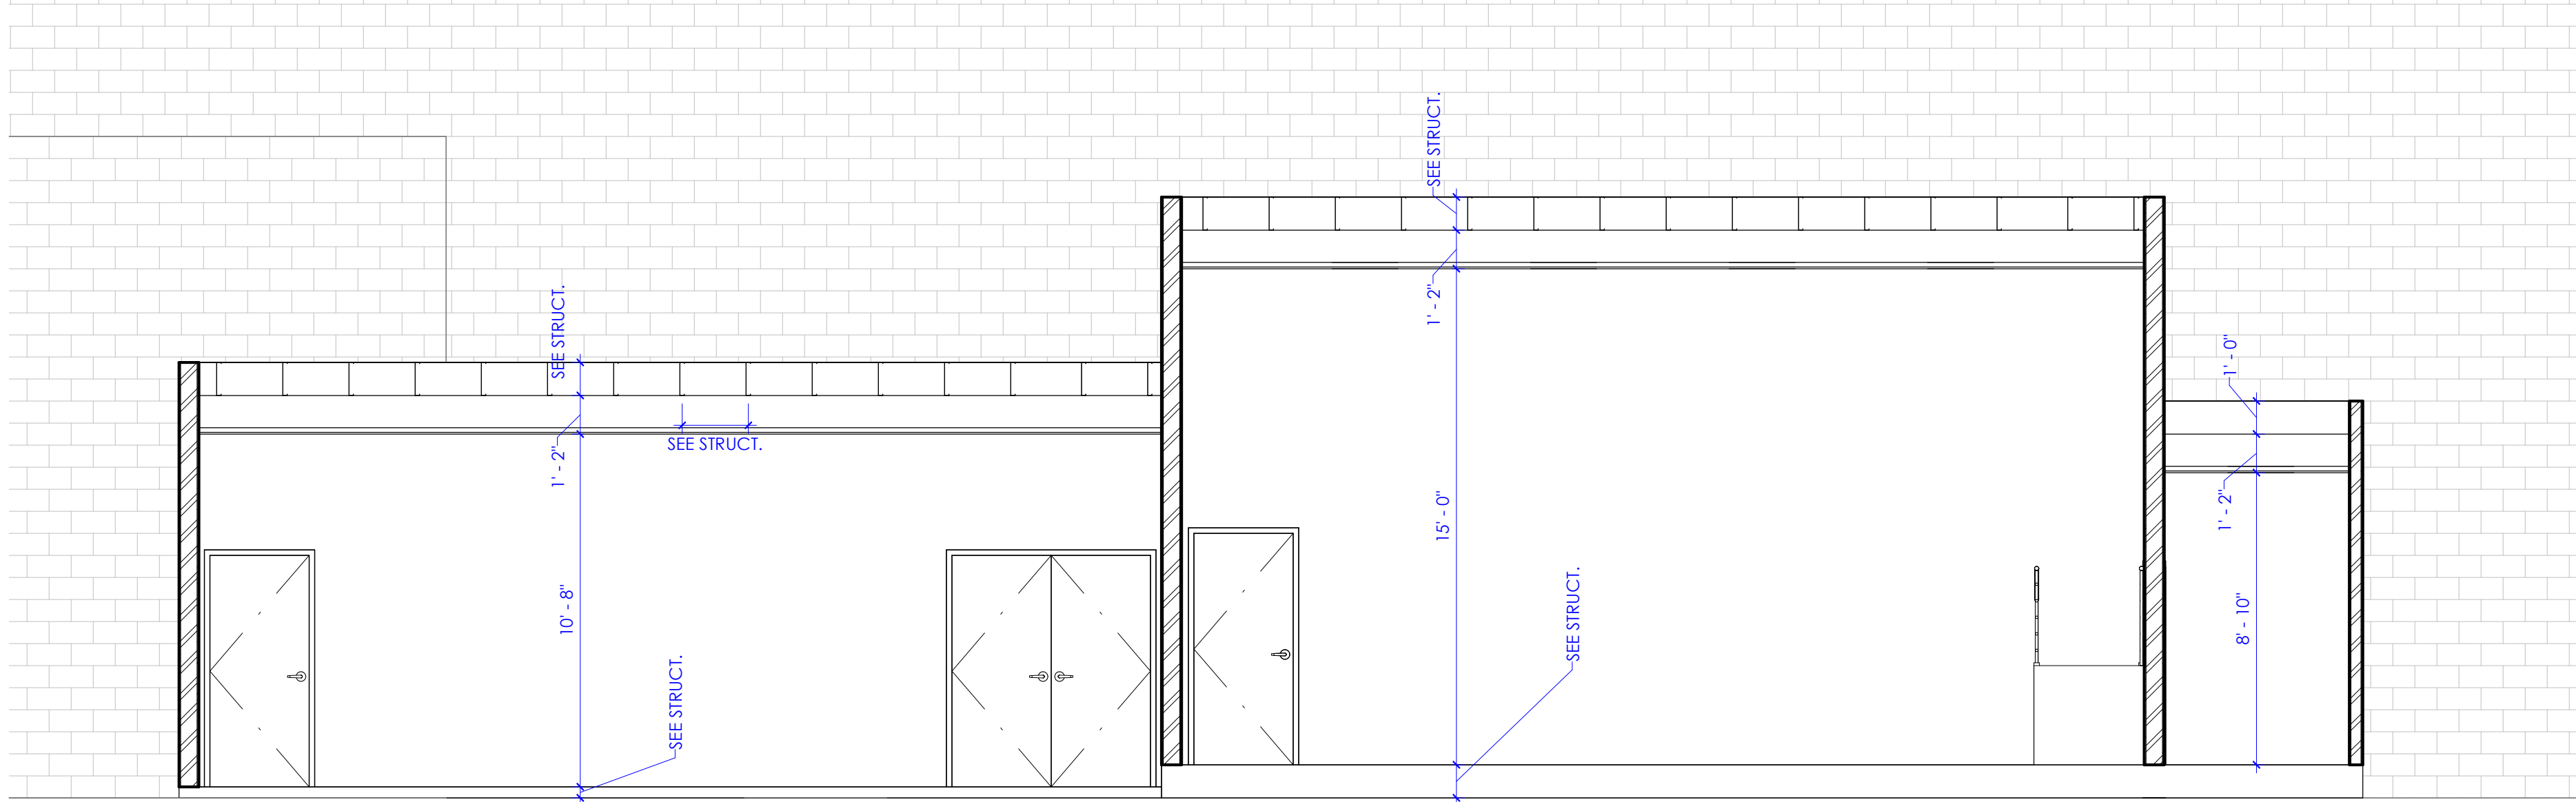 SEE STRUCT.
1' - 2"
SEE STRUCT.
10' - 8"
SEE STRUCT.
SEE STRUCT.
1' - 2"
15' - 0"
SEE STRUCT.
1' - 0"
1' - 2"
8' - 10"